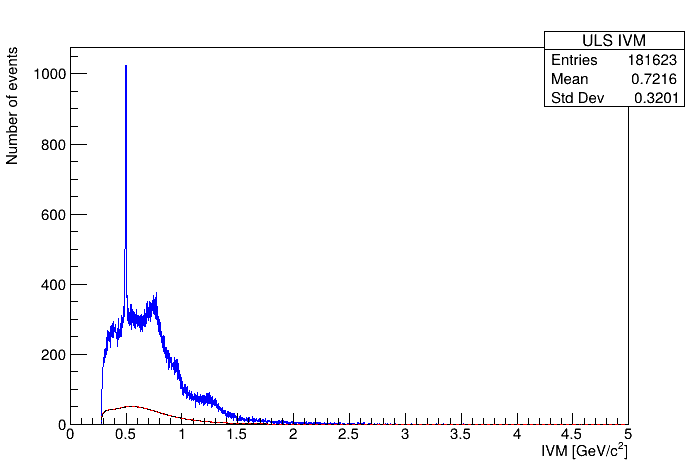 ULS IVM
Entries 181623
Mean 0.7216
Std Dev 0.3201
Number of events
1000
800
600
400
200
0
0 0.5 1 1.5 2 2.5 3 3.5 4 4.5 5
IVM [GeV/c²]